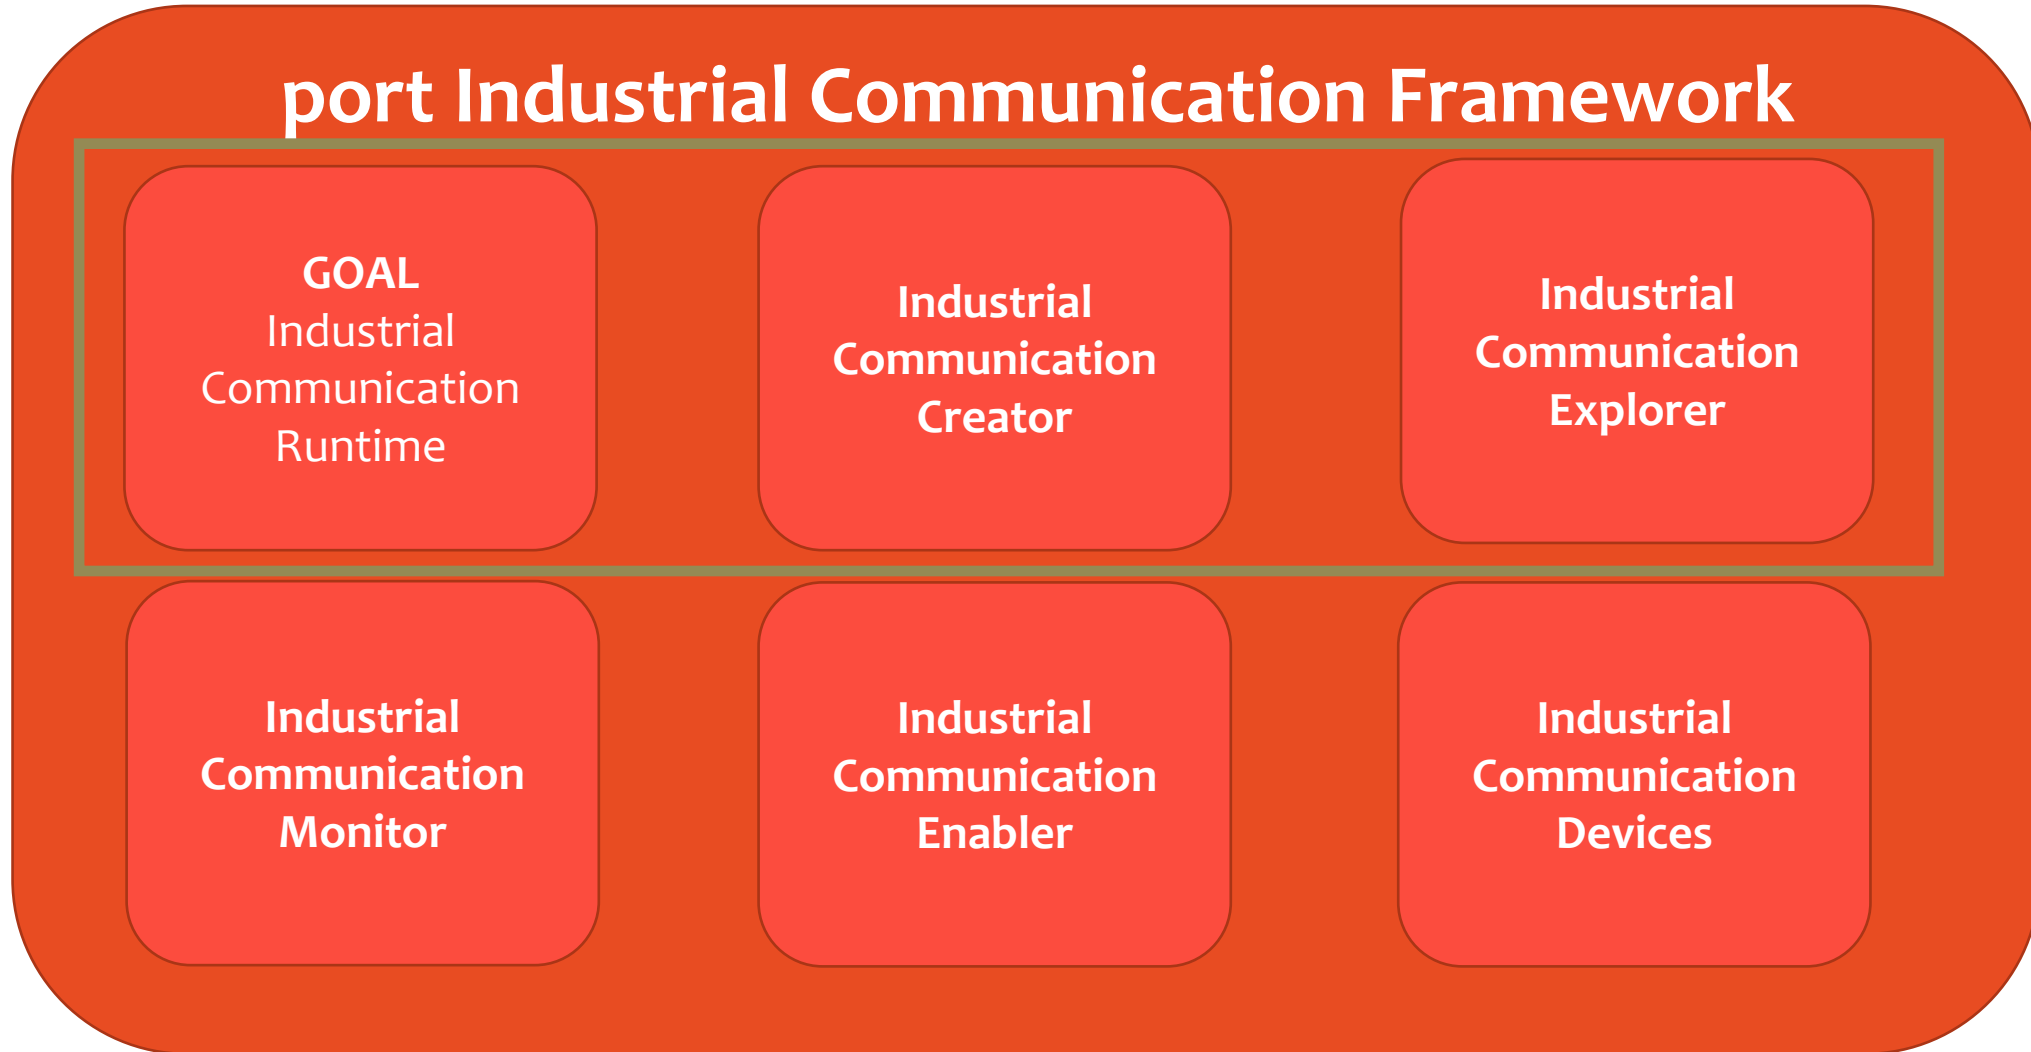 port Industrial Communication Framework
GOAL
Industrial
Communication
Runtime
Industrial
Communication
Creator
Industrial
Communication
Explorer
Industrial
Communication
Monitor
Industrial
Communication
Enabler
Industrial
Communication
Devices